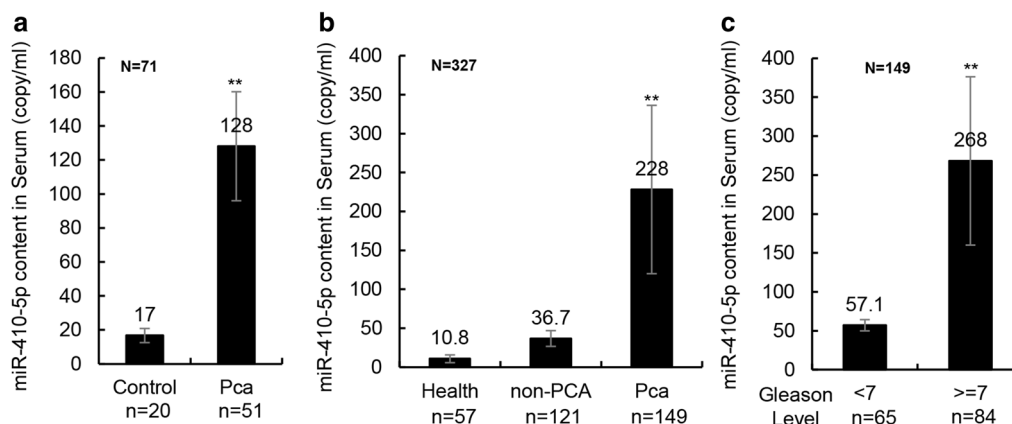 a
miR-410-5p content in Serum (copy/ml)
180
160
140
120
100
80
60
40
20
0
N=71
**
128
17
Control
n=20
Pca
n=51
b
miR-410-5p content in Serum (copy/ml)
400
350
300
250
200
150
100
50
0
N=327
**
228
36.7
10.8
Health
n=57
non-PCA
n=121
Pca
n=149
c
miR-410-5p content in Serum (copy/ml)
400
350
300
250
200
150
100
50
0
N=149
**
268
57.1
Gleason
Level
<7
n=65
>=7
n=84